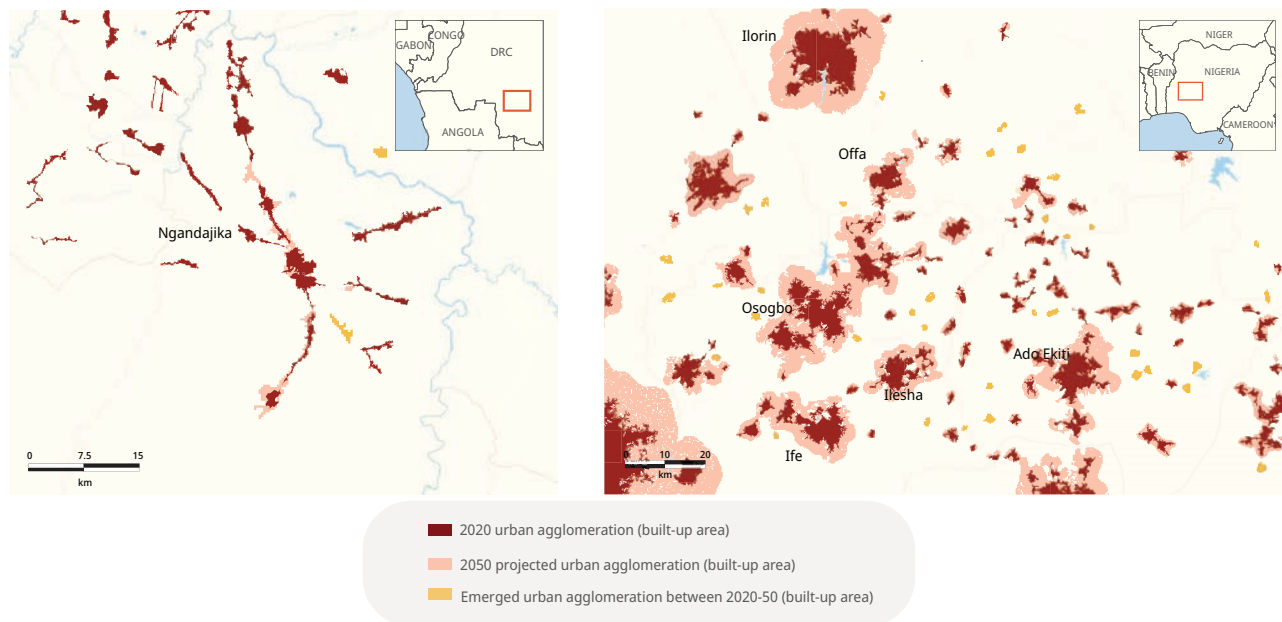 GABON
CONGO
DRC
ANGOLA
Ngandajika
0 7.5 15
km
Ilorin
NIGER
BENIN
NIGERIA
CAMEROON
Offa
Osogbo
Ado Ekiti
Ilesha
Ife
0 10 20
km
2020 urban agglomeration (built-up area)
2050 projected urban agglomeration (built-up area)
Emerged urban agglomeration between 2020-50 (built-up area)